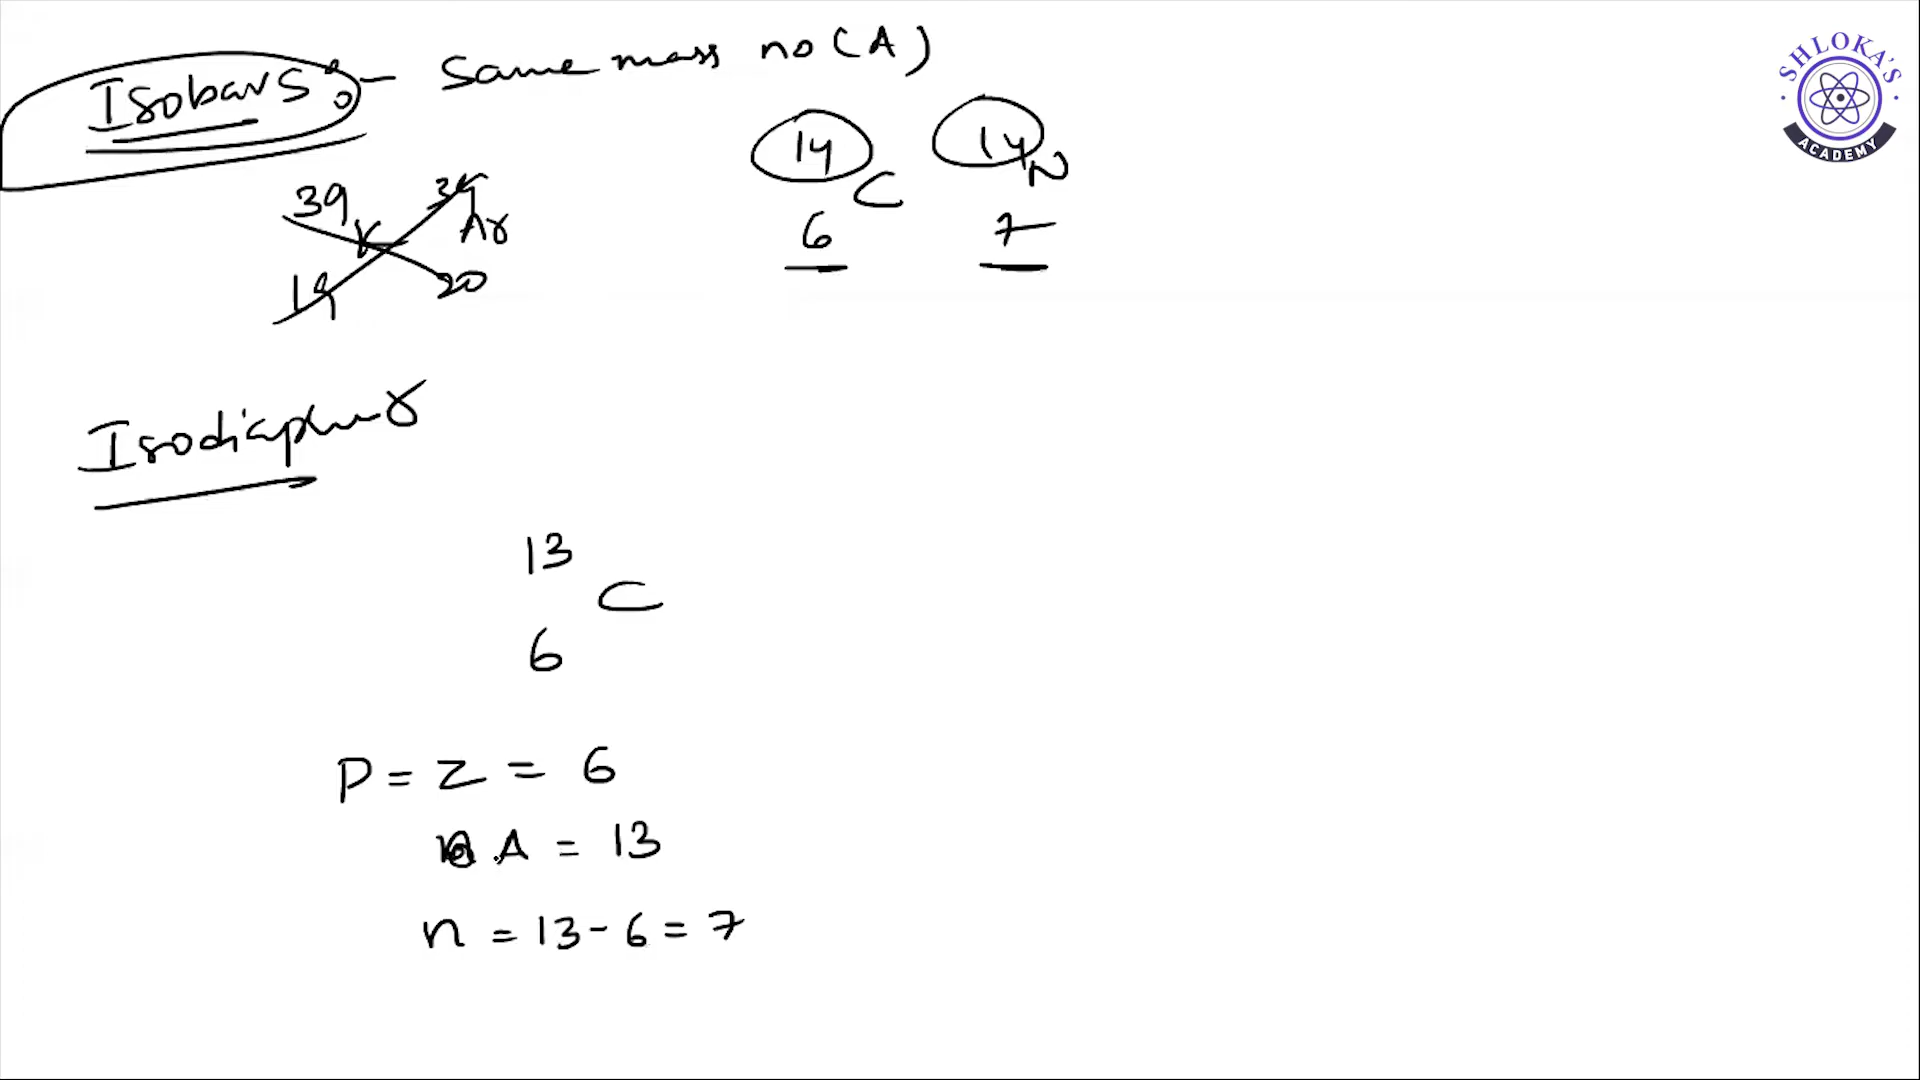 Isobars :- Same mass no (A)
14 C 14 N
6 7
39 K 39 Ar
19 20
13
C
6
P = Z = 6
A = 13
n = 13 - 6 = 7
SHLOKA'S
ACADEMY